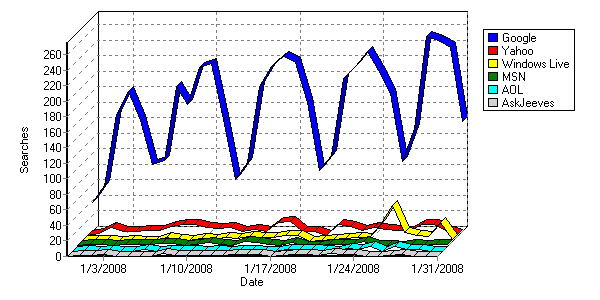 Searches
260
240
220
200
180
160
140
120
100
80
60
40
20
0
1/3/2008 1/10/2008 1/17/2008 1/24/2008 1/31/2008
Date
Google
Yahoo
Windows Live
MSN
AOL
AskJeeves